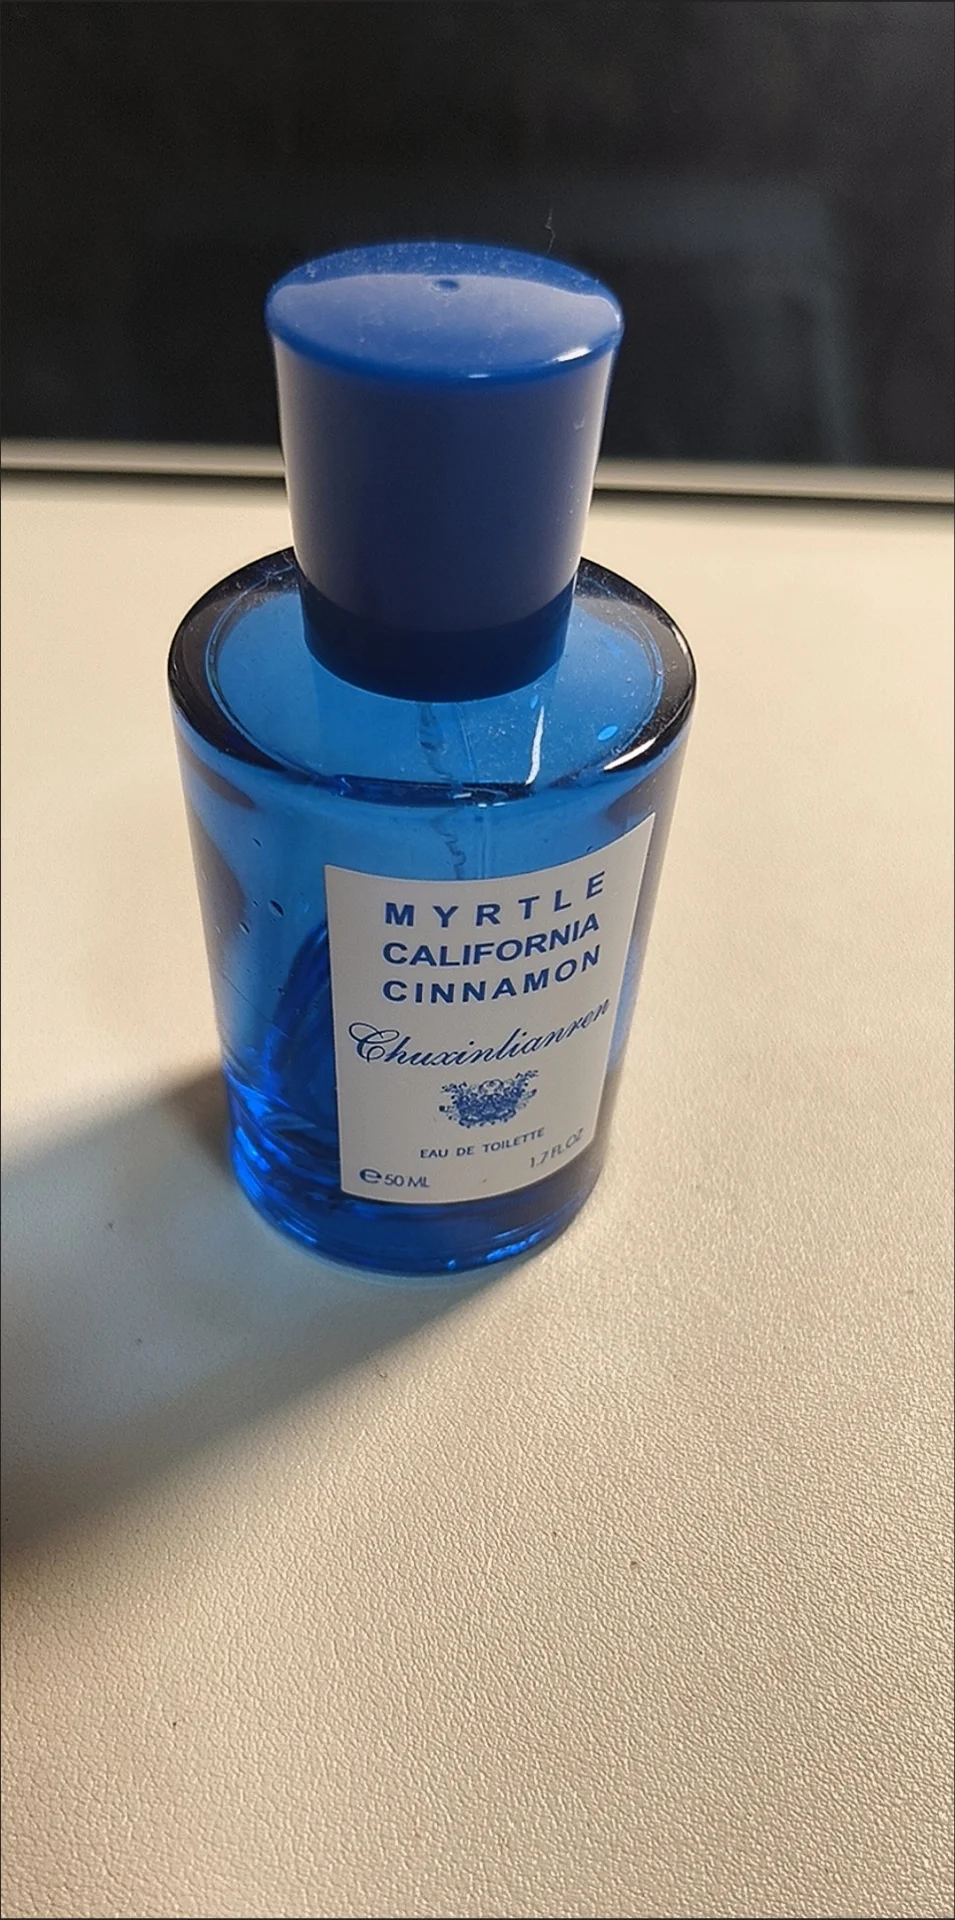 MYRTLE
CALIFORNIA
CINNAMON
Chuxinlianren
EAU DE TOILETTE
℮50 ML 1.7 FL.OZ